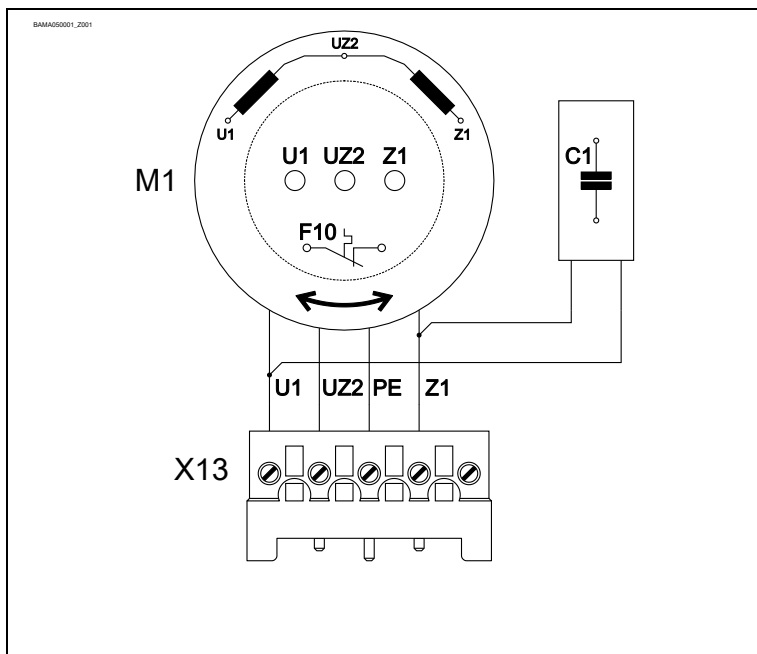 BAMA050001_Z001
UZ2
U1
Z1
U1 UZ2 Z1
C1
M1
F10
U1 UZ2 PE Z1
X13